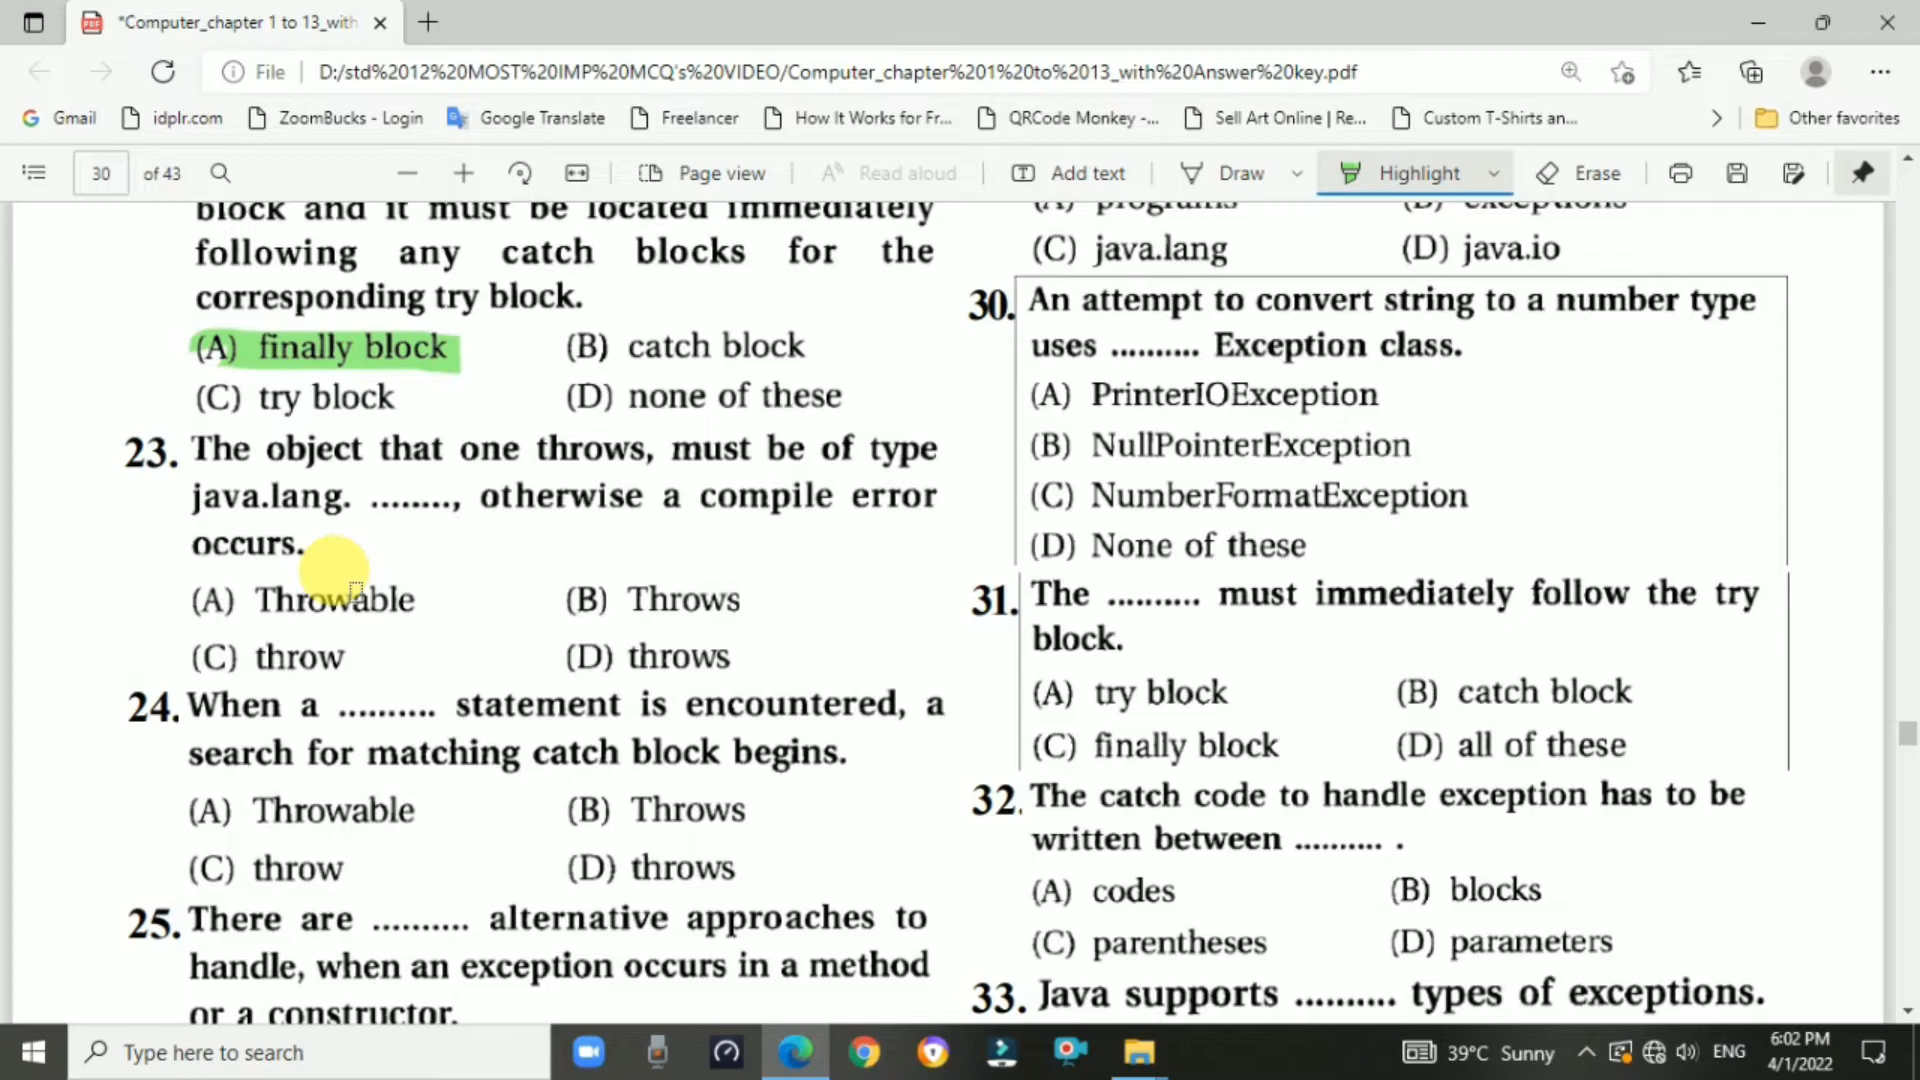 *Computer_chapter 1 to 13_with
File
D:/std%2012%20MOST%20IMP%20MCQ's%20VIDEO/Computer_chapter%201%20to%2013_with%20Answer%20key.pdf
Gmail
idplr.com
ZoomBucks - Login
Google Translate
Freelancer
How It Works for Fr...
QRCode Monkey -...
Sell Art Online | Re...
Custom T-Shirts an...
Other favorites
30 of 43
Page view
Read aloud
Add text
Draw
Highlight
Erase
block and it must be located immediately
following any catch blocks for the
corresponding try block.
(A) finally block (B) catch block
(C) try block (D) none of these
23. The object that one throws, must be of type
java.lang. ........, otherwise a compile error
occurs.
(A) Throwable (B) Throws
(C) throw (D) throws
24. When a .......... statement is encountered, a
search for matching catch block begins.
(A) Throwable (B) Throws
(C) throw (D) throws
25. There are .......... alternative approaches to
handle, when an exception occurs in a method
or a constructor.
(A) programs (B) exceptions
(C) java.lang (D) java.io
30. An attempt to convert string to a number type
uses .......... Exception class.
(A) PrinterIOException
(B) NullPointerException
(C) NumberFormatException
(D) None of these
31. The .......... must immediately follow the try
block.
(A) try block (B) catch block
(C) finally block (D) all of these
32. The catch code to handle exception has to be
written between .......... .
(A) codes (B) blocks
(C) parentheses (D) parameters
33. Java supports .......... types of exceptions.
Type here to search
39°C Sunny
ENG
6:02 PM
4/1/2022